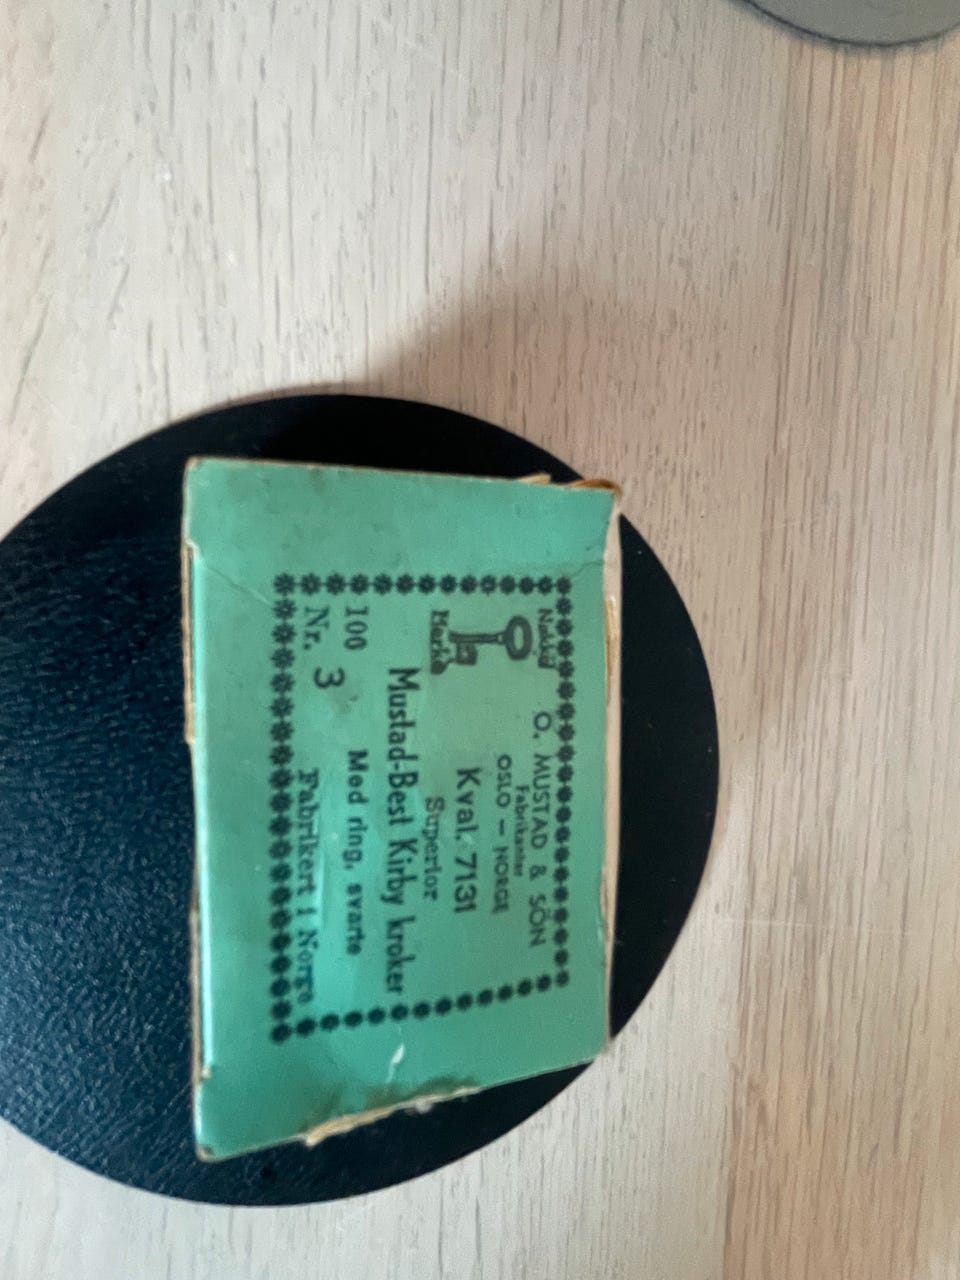 O. MUSTAD & SÖN
Fabrikanter
OSLO – NORGE
Nøkkel
Merke
Kval. 7131
Superior
Mustad-Best Kirby kroker
100 Med ring, svarte
Nr. 3 Fabrikert i Norge